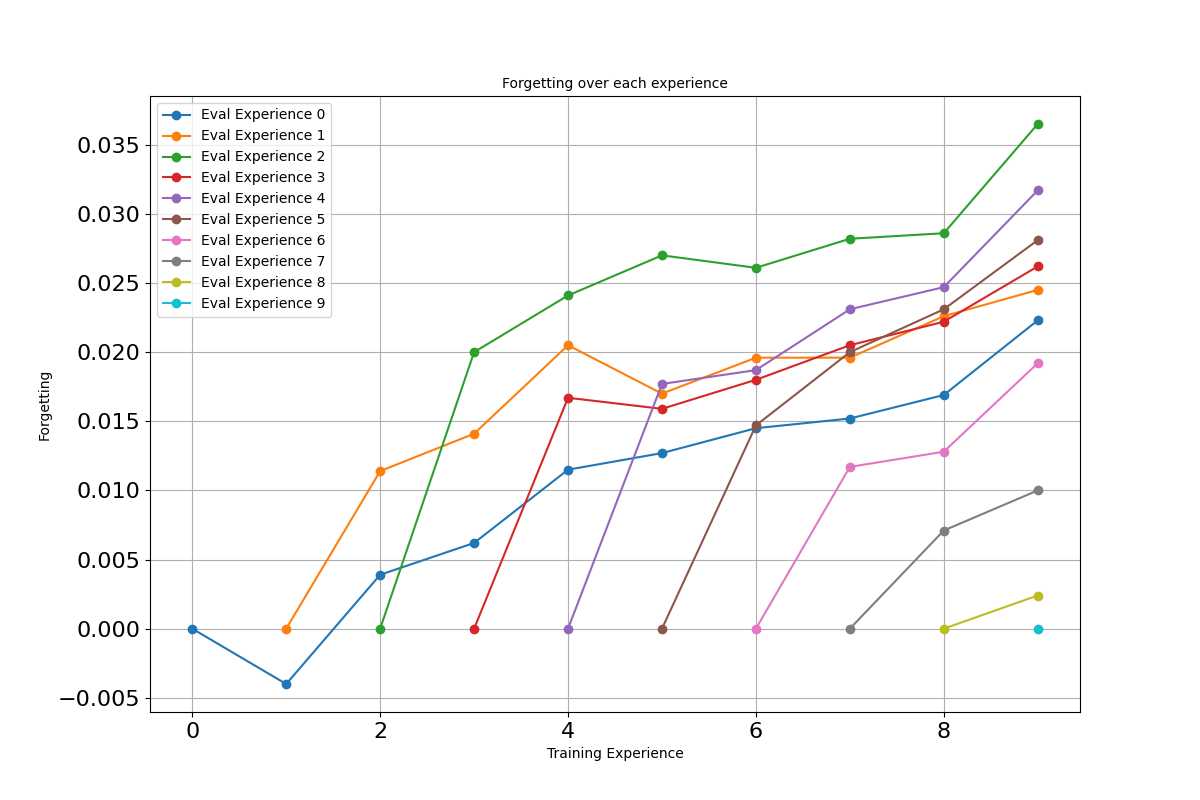 Forgetting over each experience
Eval Experience 0
Eval Experience 1
Eval Experience 2
Eval Experience 3
Eval Experience 4
Eval Experience 5
Eval Experience 6
Eval Experience 7
Eval Experience 8
Eval Experience 9
0.035
0.030
0.025
0.020
0.015
0.010
0.005
0.000
−0.005
Forgetting
0 2 4 6 8
Training Experience